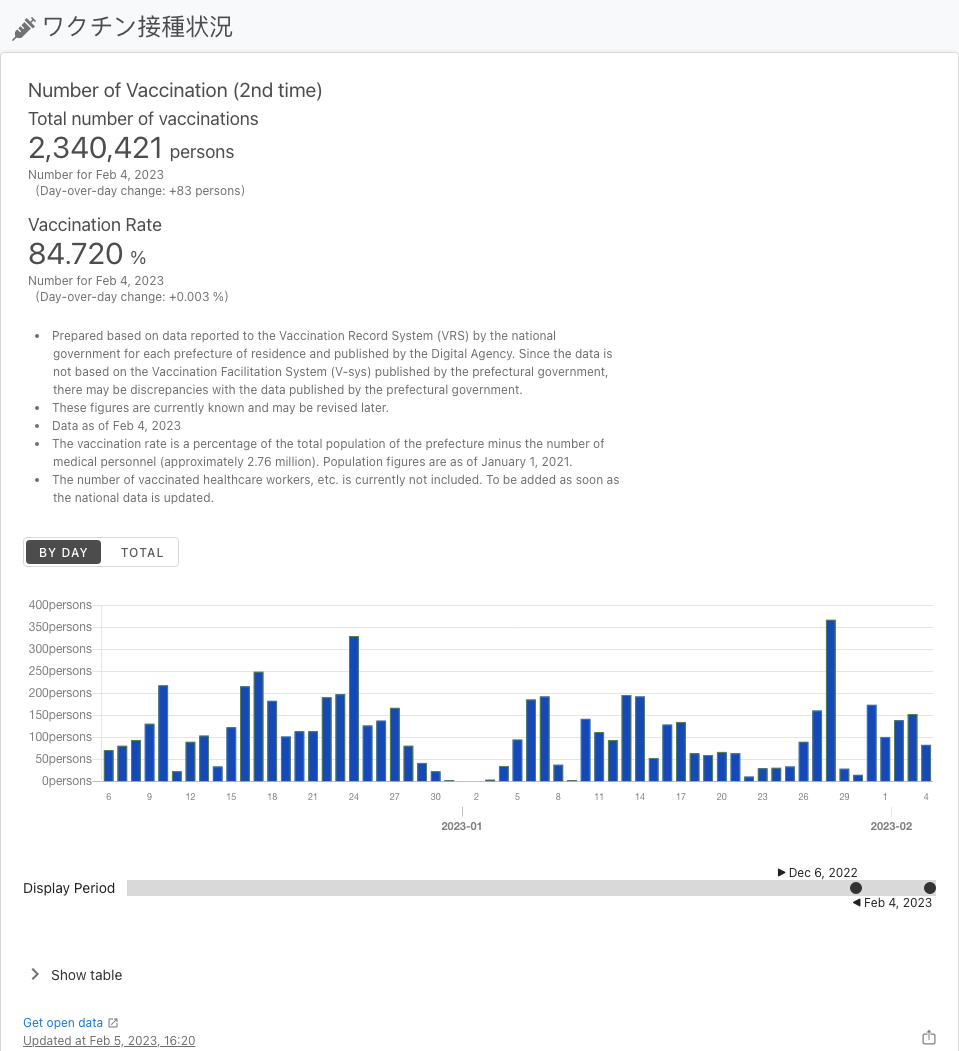 ワクチン接種状況
Number of Vaccination (2nd time)
Total number of vaccinations
2,340,421 persons
Number for Feb 4, 2023
(Day-over-day change: +83 persons)
Vaccination Rate
84.720 %
Number for Feb 4, 2023
(Day-over-day change: +0.003 %)
• Prepared based on data reported to the Vaccination Record System (VRS) by the national
government for each prefecture of residence and published by the Digital Agency. Since the data is
not based on the Vaccination Facilitation System (V-sys) published by the prefectural government,
there may be discrepancies with the data published by the prefectural government.
• These figures are currently known and may be revised later.
• Data as of Feb 4, 2023
• The vaccination rate is a percentage of the total population of the prefecture minus the number of
medical personnel (approximately 2.76 million). Population figures are as of January 1, 2021.
• The number of vaccinated healthcare workers, etc. is currently not included. To be added as soon as
the national data is updated.
BY DAY TOTAL
400persons
350persons
300persons
250persons
200persons
150persons
100persons
50persons
0persons
6 9 12 15 18 21 24 27 30 2 5 8 11 14 17 20 23 26 29 1 4
2023-01 2023-02
▶ Dec 6, 2022
Display Period
◀ Feb 4, 2023
Show table
Get open data
Updated at Feb 5, 2023, 16:20